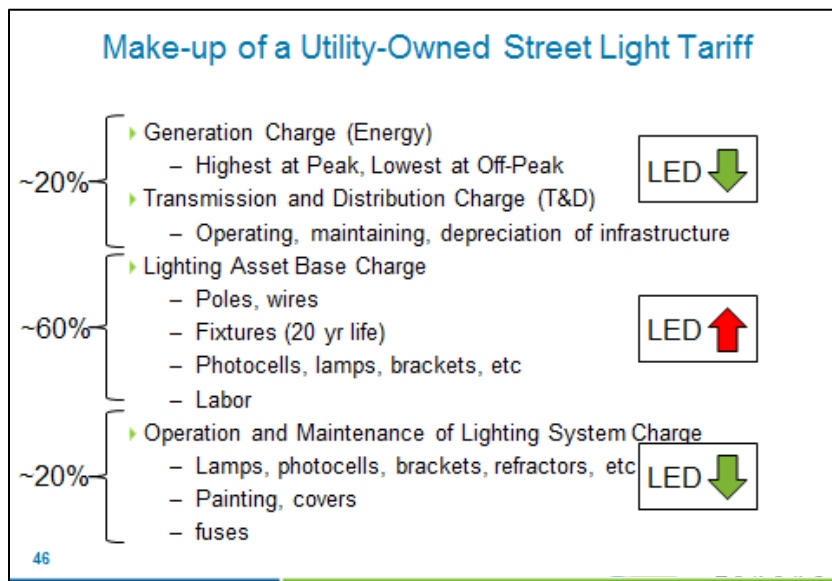 Make-up of a Utility-Owned Street Light Tariff
~20%
Generation Charge (Energy)
– Highest at Peak, Lowest at Off-Peak
Transmission and Distribution Charge (T&D)
– Operating, maintaining, depreciation of infrastructure
LED
~60%
Lighting Asset Base Charge
– Poles, wires
– Fixtures (20 yr life)
– Photocells, lamps, brackets, etc
– Labor
LED
~20%
Operation and Maintenance of Lighting System Charge
– Lamps, photocells, brackets, refractors, etc
– Painting, covers
– fuses
LED
46